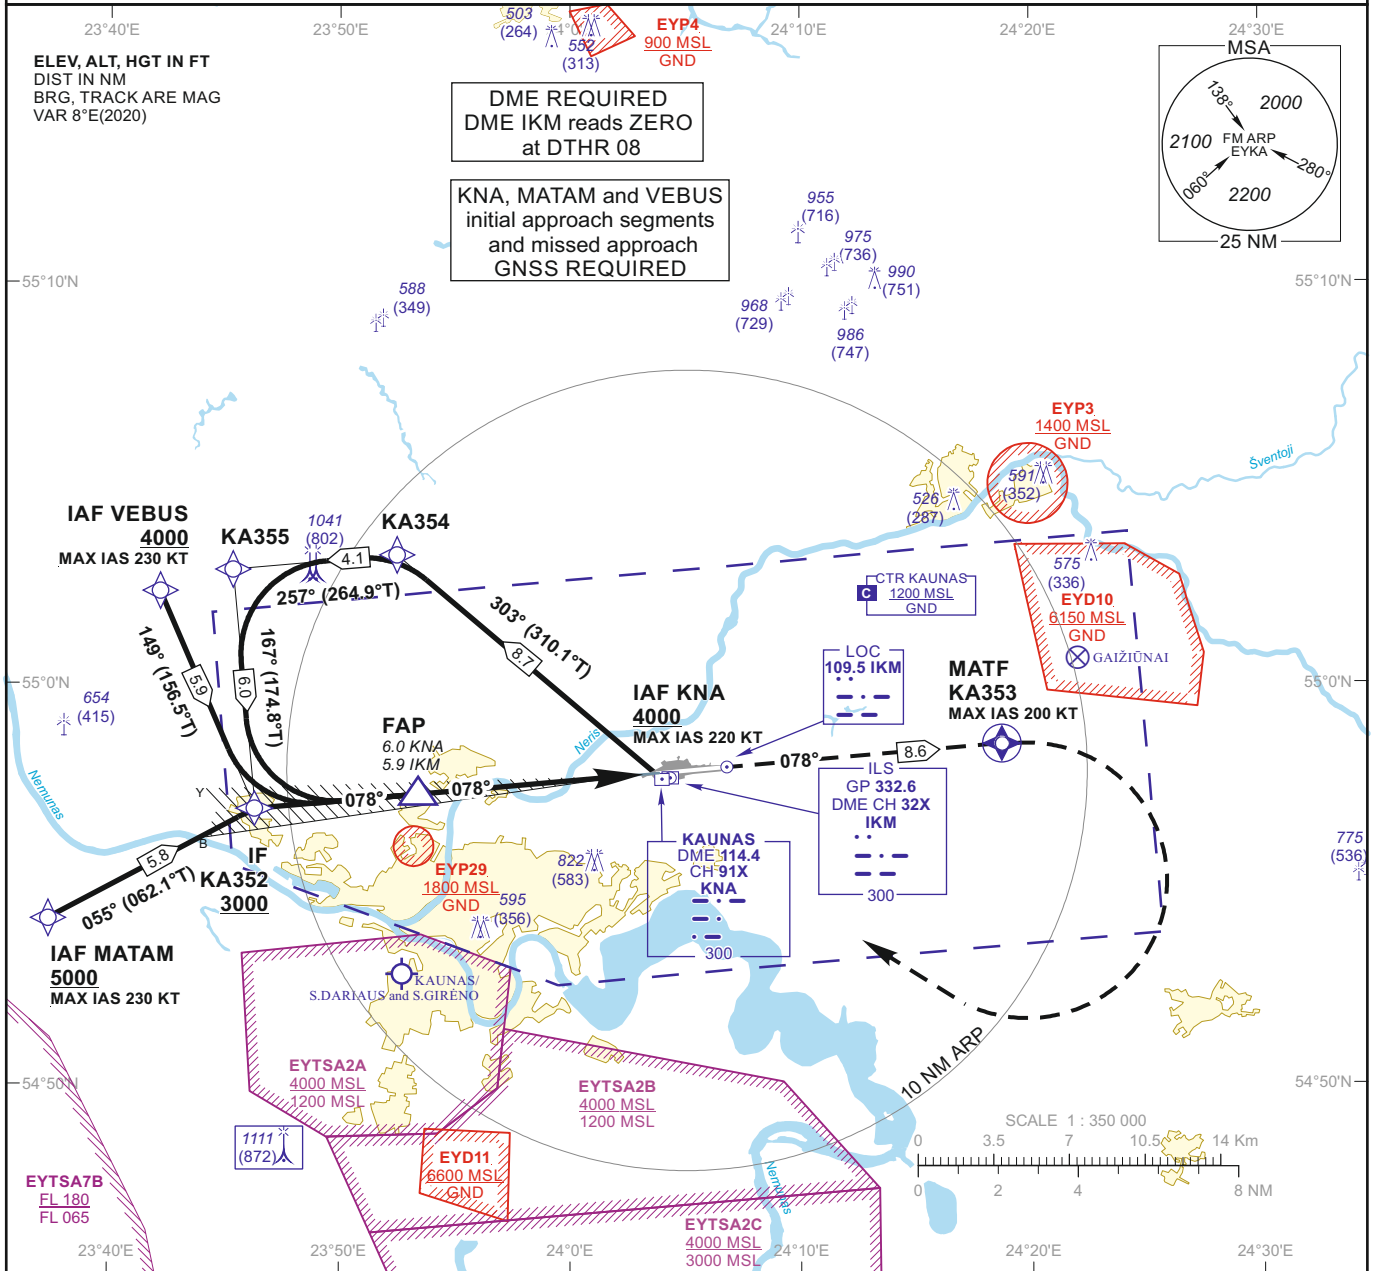 23°40'E
23°50'E
24°0'E
24°10'E
24°20'E
24°30'E
503
(264)
552
(313)
EYP4
900 MSL
GND
ELEV, ALT, HGT IN FT
DIST IN NM
BRG, TRACK ARE MAG
VAR 8°E(2020)
DME REQUIRED
DME IKM reads ZERO
at DTHR 08
KNA, MATAM and VEBUS
initial approach segments
and missed approach
GNSS REQUIRED
MSA
138°
2000
2100
FM ARP
EYKA
060°
280°
2200
25 NM
955
(716)
975
(736)
990
(751)
968
(729)
986
(747)
55°10'N
55°10'N
588
(349)
EYP3
1400 MSL
GND
591
(352)
526
(287)
Šventoji
IAF VEBUS
4000
MAX IAS 230 KT
KA355
1041
(802)
KA354
4.1
257° (264.9°T)
303° (310.1°T)
8.7
149° (156.5°T)
5.9
167° (174.8°T)
6.0
575
(336)
EYD10
6150 MSL
GND
GAIŽIŪNAI
C
CTR KAUNAS
1200 MSL
GND
LOC
109.5 IKM
55°0'N
55°0'N
654
(415)
FAP
6.0 KNA
5.9 IKM
IAF KNA
4000
MAX IAS 220 KT
MATF
KA353
MAX IAS 200 KT
Neris
Nemunas
078°
078°
078°
8.6
Y
B
ILS
GP 332.6
DME CH 32X
IKM
300
KAUNAS
DME 114.4
CH 91X
KNA
300
5.8
055° (062.1°T)
IF
KA352
3000
EYP29
1800 MSL
GND
822
(583)
595
(356)
775
(536)
IAF MATAM
5000
MAX IAS 230 KT
KAUNAS/
S.DARIAUS and S.GIRĖNO
10 NM ARP
54°50'N
54°50'N
EYTSA2A
4000 MSL
1200 MSL
EYTSA2B
4000 MSL
1200 MSL
1111
(872)
EYD11
6600 MSL
GND
EYTSA7B
FL 180
FL 065
EYTSA2C
4000 MSL
3000 MSL
Nemunas
SCALE 1 : 350 000
0
3.5
7
10.5
14 Km
0
2
4
8 NM
23°40'E
23°50'E
24°0'E
24°10'E
24°20'E
24°30'E